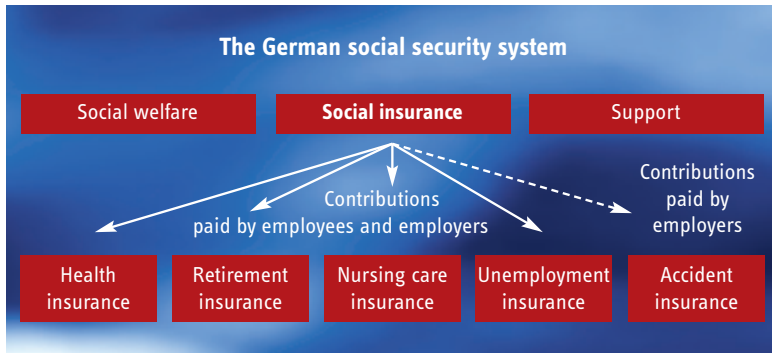 The German social security system
Social welfare
Social insurance
Support
Contributions
paid by employees and employers
Contributions
paid by
employers
Health
insurance
Retirement
insurance
Nursing care
insurance
Unemployment
insurance
Accident
insurance